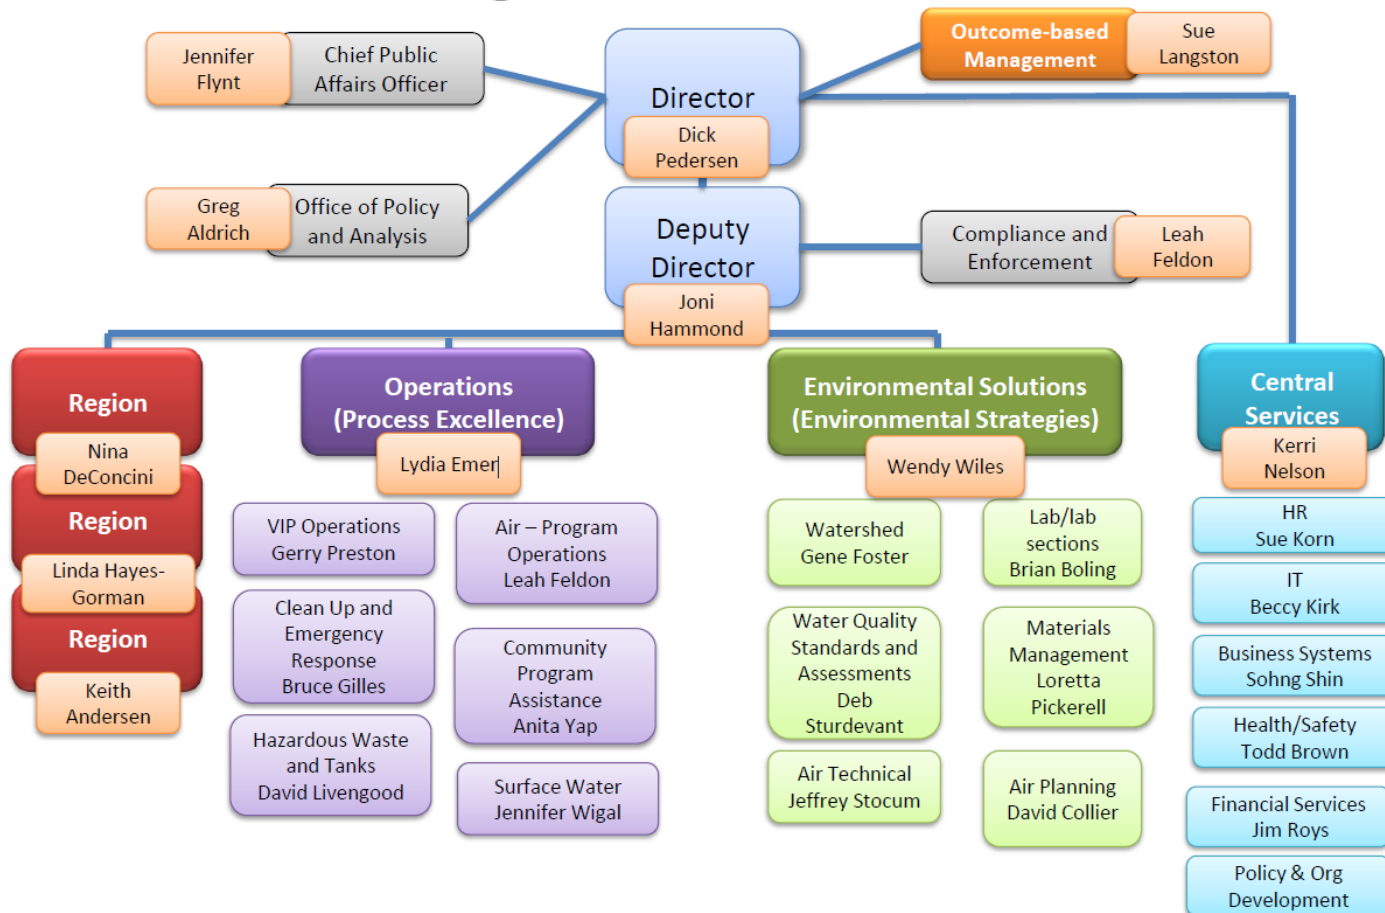 Jennifer
Flynt
Chief Public
Affairs Officer
Director
Dick
Pedersen
Outcome-based
Management
Sue
Langston
Greg
Aldrich
Office of Policy
and Analysis
Deputy
Director
Joni
Hammond
Compliance and
Enforcement
Leah
Feldon
Region
Nina
DeConcini
Region
Linda Hayes-
Gorman
Region
Keith
Andersen
Operations
(Process Excellence)
Lydia Emer
VIP Operations
Gerry Preston
Air – Program
Operations
Leah Feldon
Clean Up and
Emergency
Response
Bruce Gilles
Community
Program
Assistance
Anita Yap
Hazardous Waste
and Tanks
David Livengood
Surface Water
Jennifer Wigal
Environmental Solutions
(Environmental Strategies)
Wendy Wiles
Watershed
Gene Foster
Lab/lab
sections
Brian Boling
Water Quality
Standards and
Assessments
Deb
Sturdevant
Materials
Management
Loretta
Pickerell
Air Technical
Jeffrey Stocum
Air Planning
David Collier
Central
Services
Kerri
Nelson
HR
Sue Korn
IT
Beccy Kirk
Business Systems
Sohng Shin
Health/Safety
Todd Brown
Financial Services
Jim Roys
Policy & Org
Development